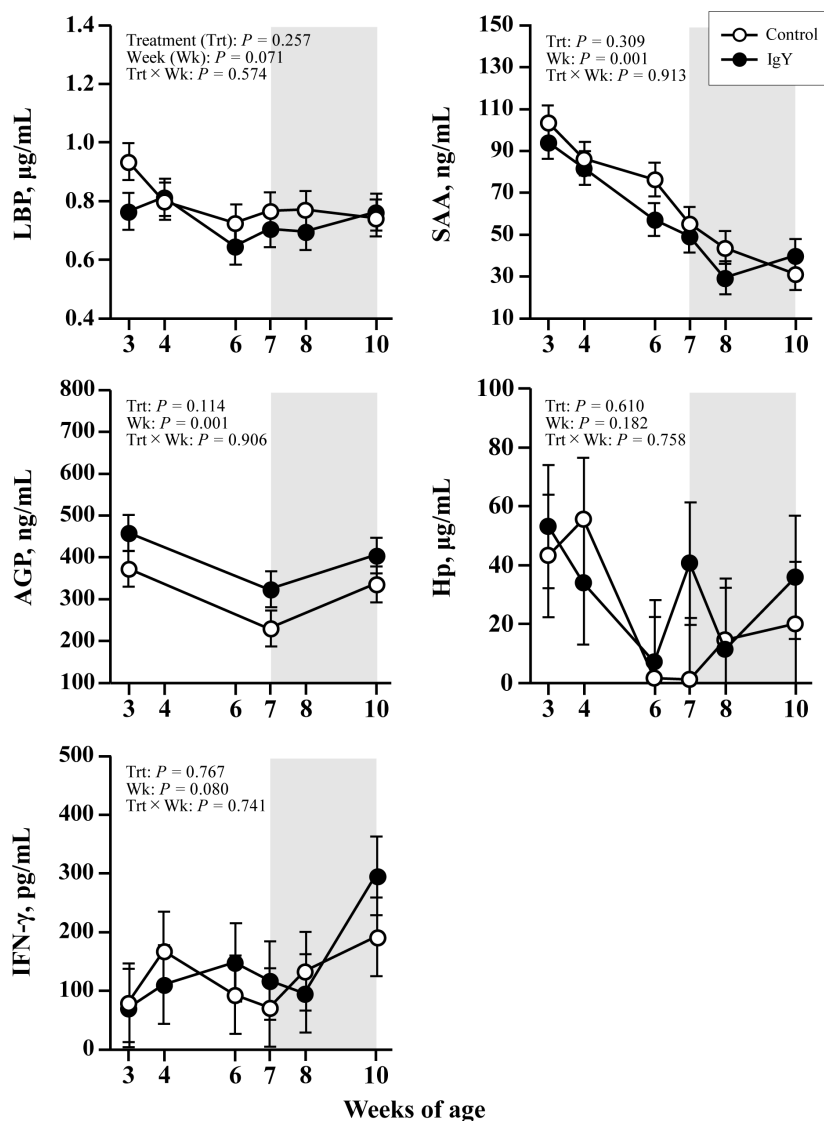 Control
IgY
LBP, µg/mL
1.4
1.2
1.0
0.8
0.6
0.4
Treatment (Trt): P = 0.257
Week (Wk): P = 0.071
Trt × Wk: P = 0.574
3 4 6 7 8 10
SAA, ng/mL
150
130
110
90
70
50
30
10
Trt: P = 0.309
Wk: P = 0.001
Trt × Wk: P = 0.913
3 4 6 7 8 10
AGP, ng/mL
800
700
600
500
400
300
200
100
Trt: P = 0.114
Wk: P = 0.001
Trt × Wk: P = 0.906
3 4 6 7 8 10
Hp, µg/mL
100
80
60
40
20
0
Trt: P = 0.610
Wk: P = 0.182
Trt × Wk: P = 0.758
3 4 6 7 8 10
IFN-γ, pg/mL
500
400
300
200
100
0
Trt: P = 0.767
Wk: P = 0.080
Trt × Wk: P = 0.741
3 4 6 7 8 10
Weeks of age